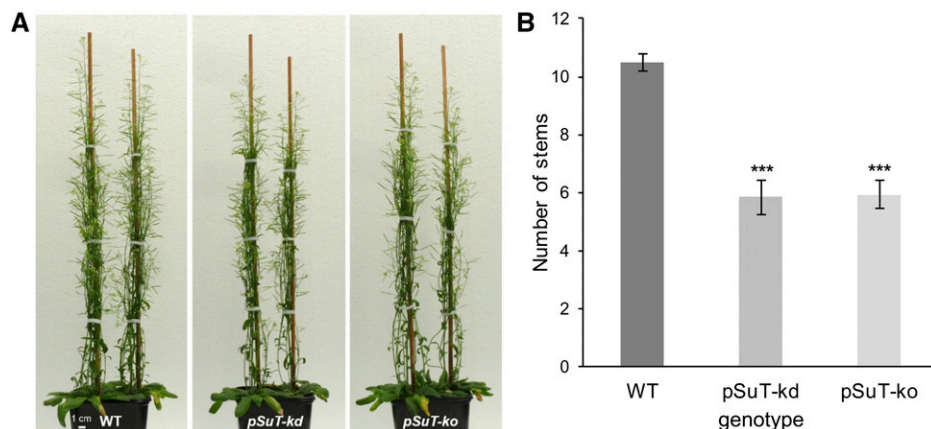 A
1 cm
WT
pSuT-kd
pSuT-ko
B
Number of stems
12
10
8
6
4
2
0
***
***
WT
pSuT-kd
pSuT-ko
genotype